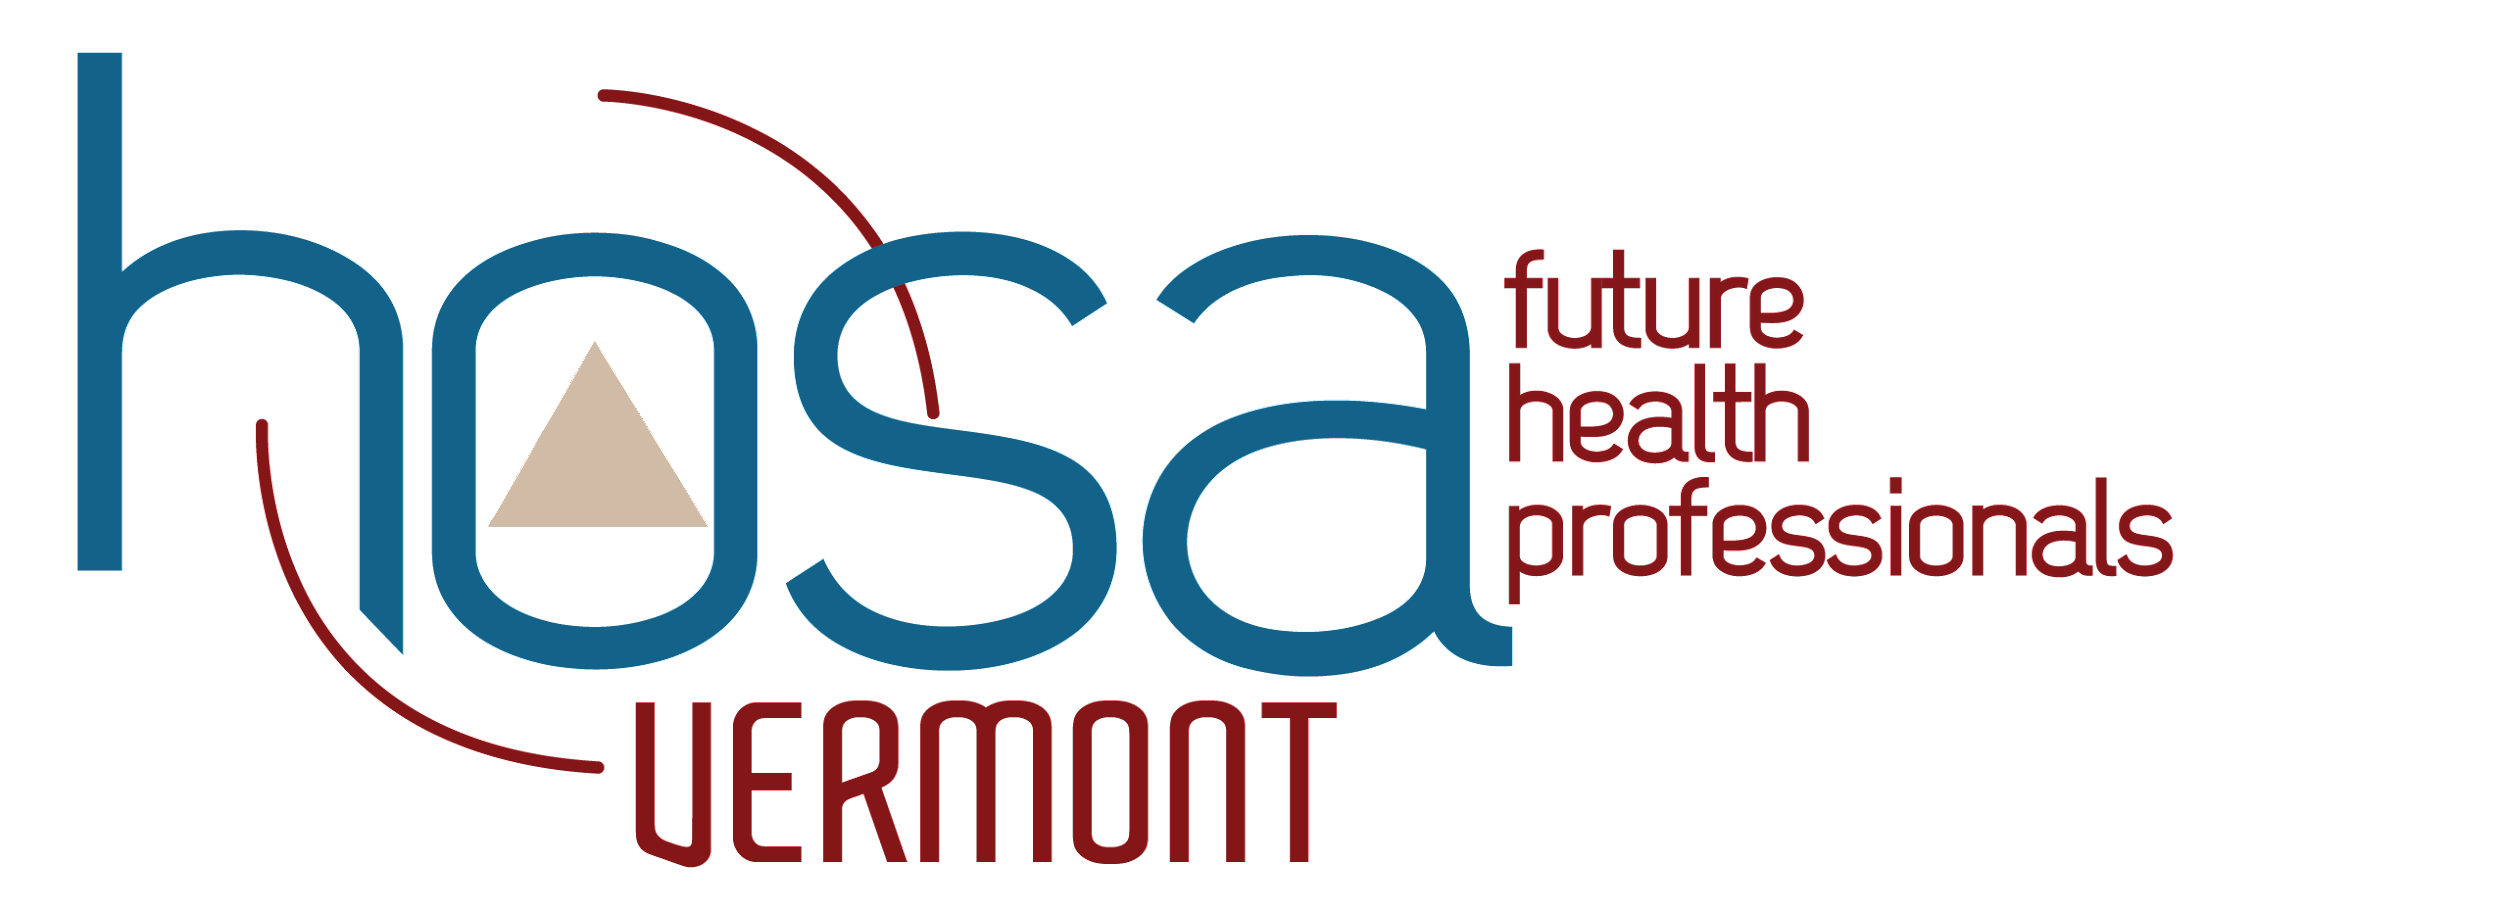 hosa
future
health
professionals
VERMONT